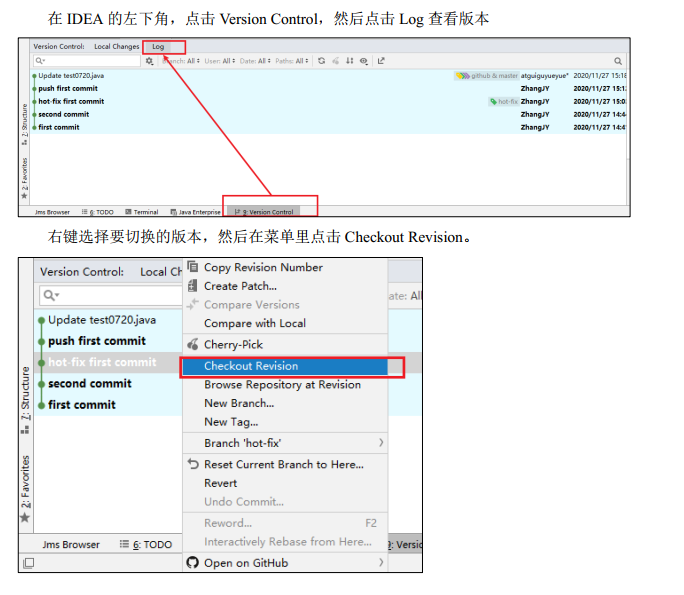 在 IDEA 的左下角，点击 Version Control，然后点击 Log 查看版本
Version Control: Local Changes Log
Branch: All User: All Date: All Paths: All
Update test0720.java github & master atguiguyueyue* 2020/11/27 15:18
push first commit ZhangJY 2020/11/27 15:1
hot-fix first commit hot-fix ZhangJY 2020/11/27 15:0
second commit ZhangJY 2020/11/27 14:4
first commit ZhangJY 2020/11/27 14:4
Z: Structure
2: Favorites
Jms Browser 6: TODO Terminal Java Enterprise 9: Version Control
右键选择要切换的版本，然后在菜单里点击 Checkout Revision。
Version Control: Local Ch
ate: All
Update test0720.java
push first commit
hot-fix first commit
second commit
first commit
Z: Structure
2: Favorites
Copy Revision Number
Create Patch...
Compare Versions
Compare with Local
Cherry-Pick
Checkout Revision
Browse Repository at Revision
New Branch...
New Tag...
Branch 'hot-fix'
Reset Current Branch to Here...
Revert
Undo Commit...
Reword... F2
Interactively Rebase from Here...
Open on GitHub
Jms Browser 6: TODO 9: Versio